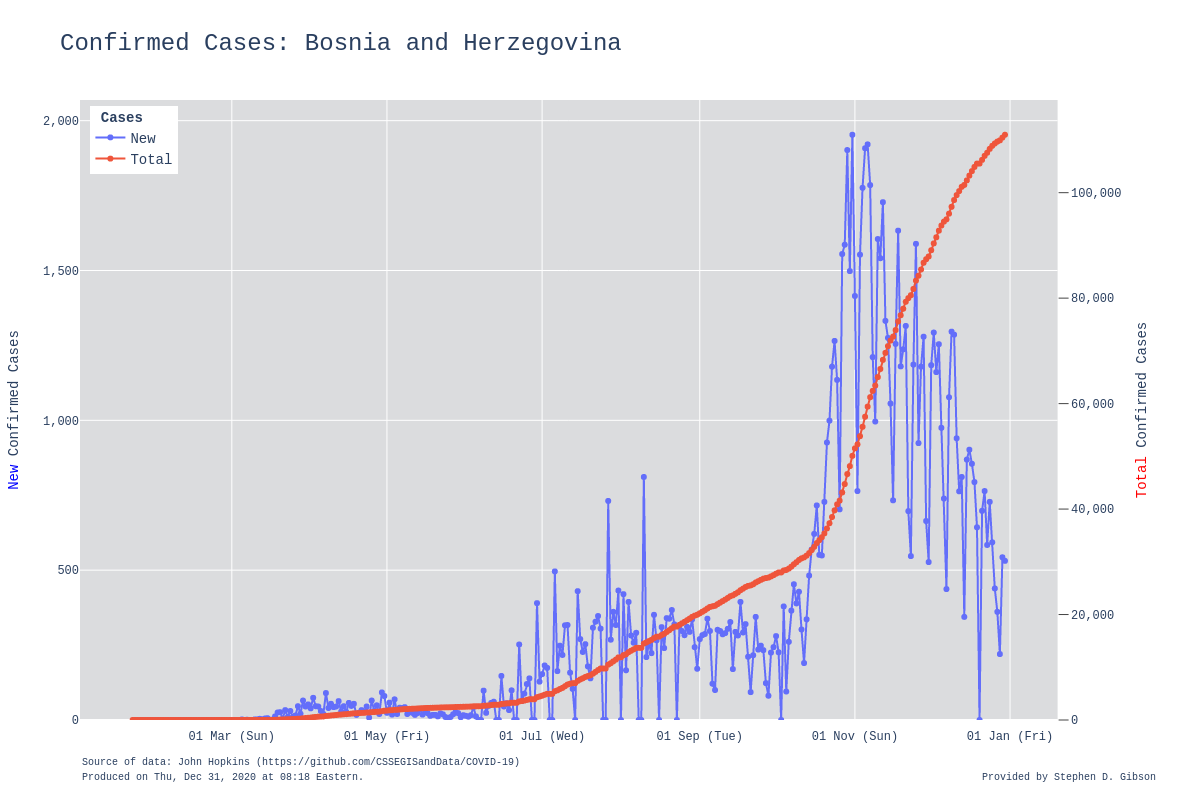 Confirmed Cases: Bosnia and Herzegovina
Cases
New
Total
2,000
1,500
1,000
500
0
100,000
80,000
60,000
40,000
20,000
0
New Confirmed Cases
Total Confirmed Cases
01 Mar (Sun) 01 May (Fri) 01 Jul (Wed) 01 Sep (Tue) 01 Nov (Sun) 01 Jan (Fri)
Source of data: John Hopkins (https://github.com/CSSEGISandData/COVID-19)
Produced on Thu, Dec 31, 2020 at 08:18 Eastern.
Provided by Stephen D. Gibson